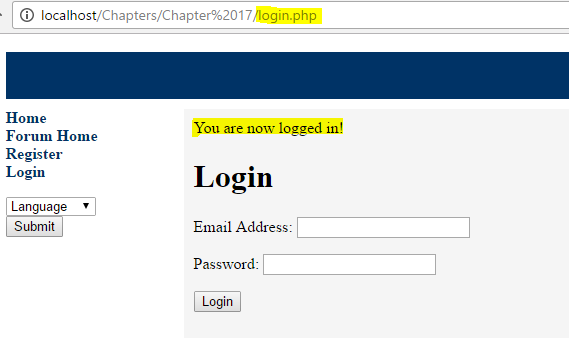 localhost/Chapters/Chapter%2017/login.php
Home
Forum Home
Register
Login
Language
Submit
You are now logged in!
Login
Email Address:
Password:
Login